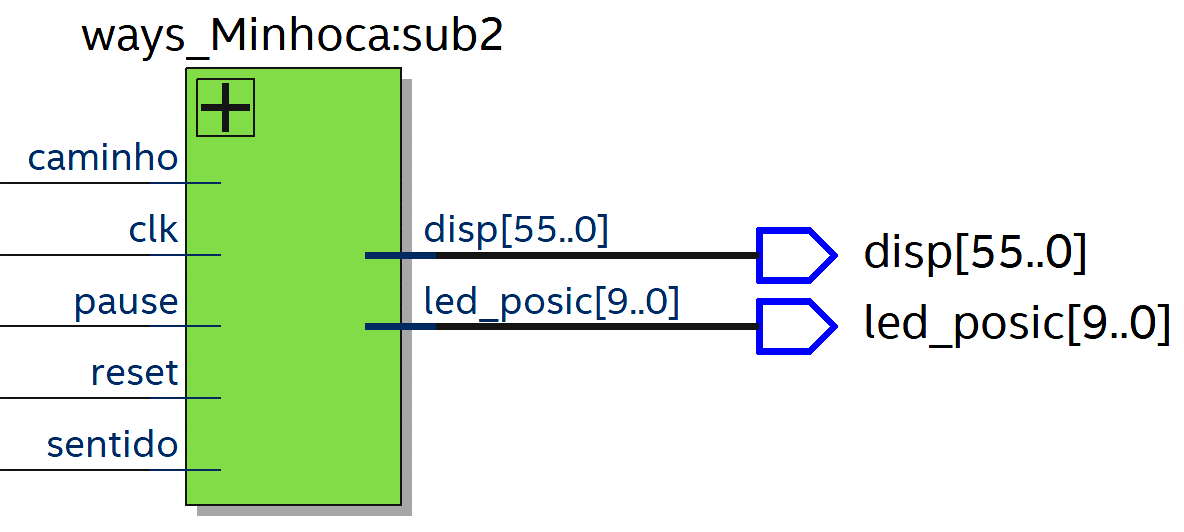 ways_Minhoca:sub2
caminho
clk
disp[55..0]
disp[55..0]
pause
led_posic[9..0]
led_posic[9..0]
reset
sentido